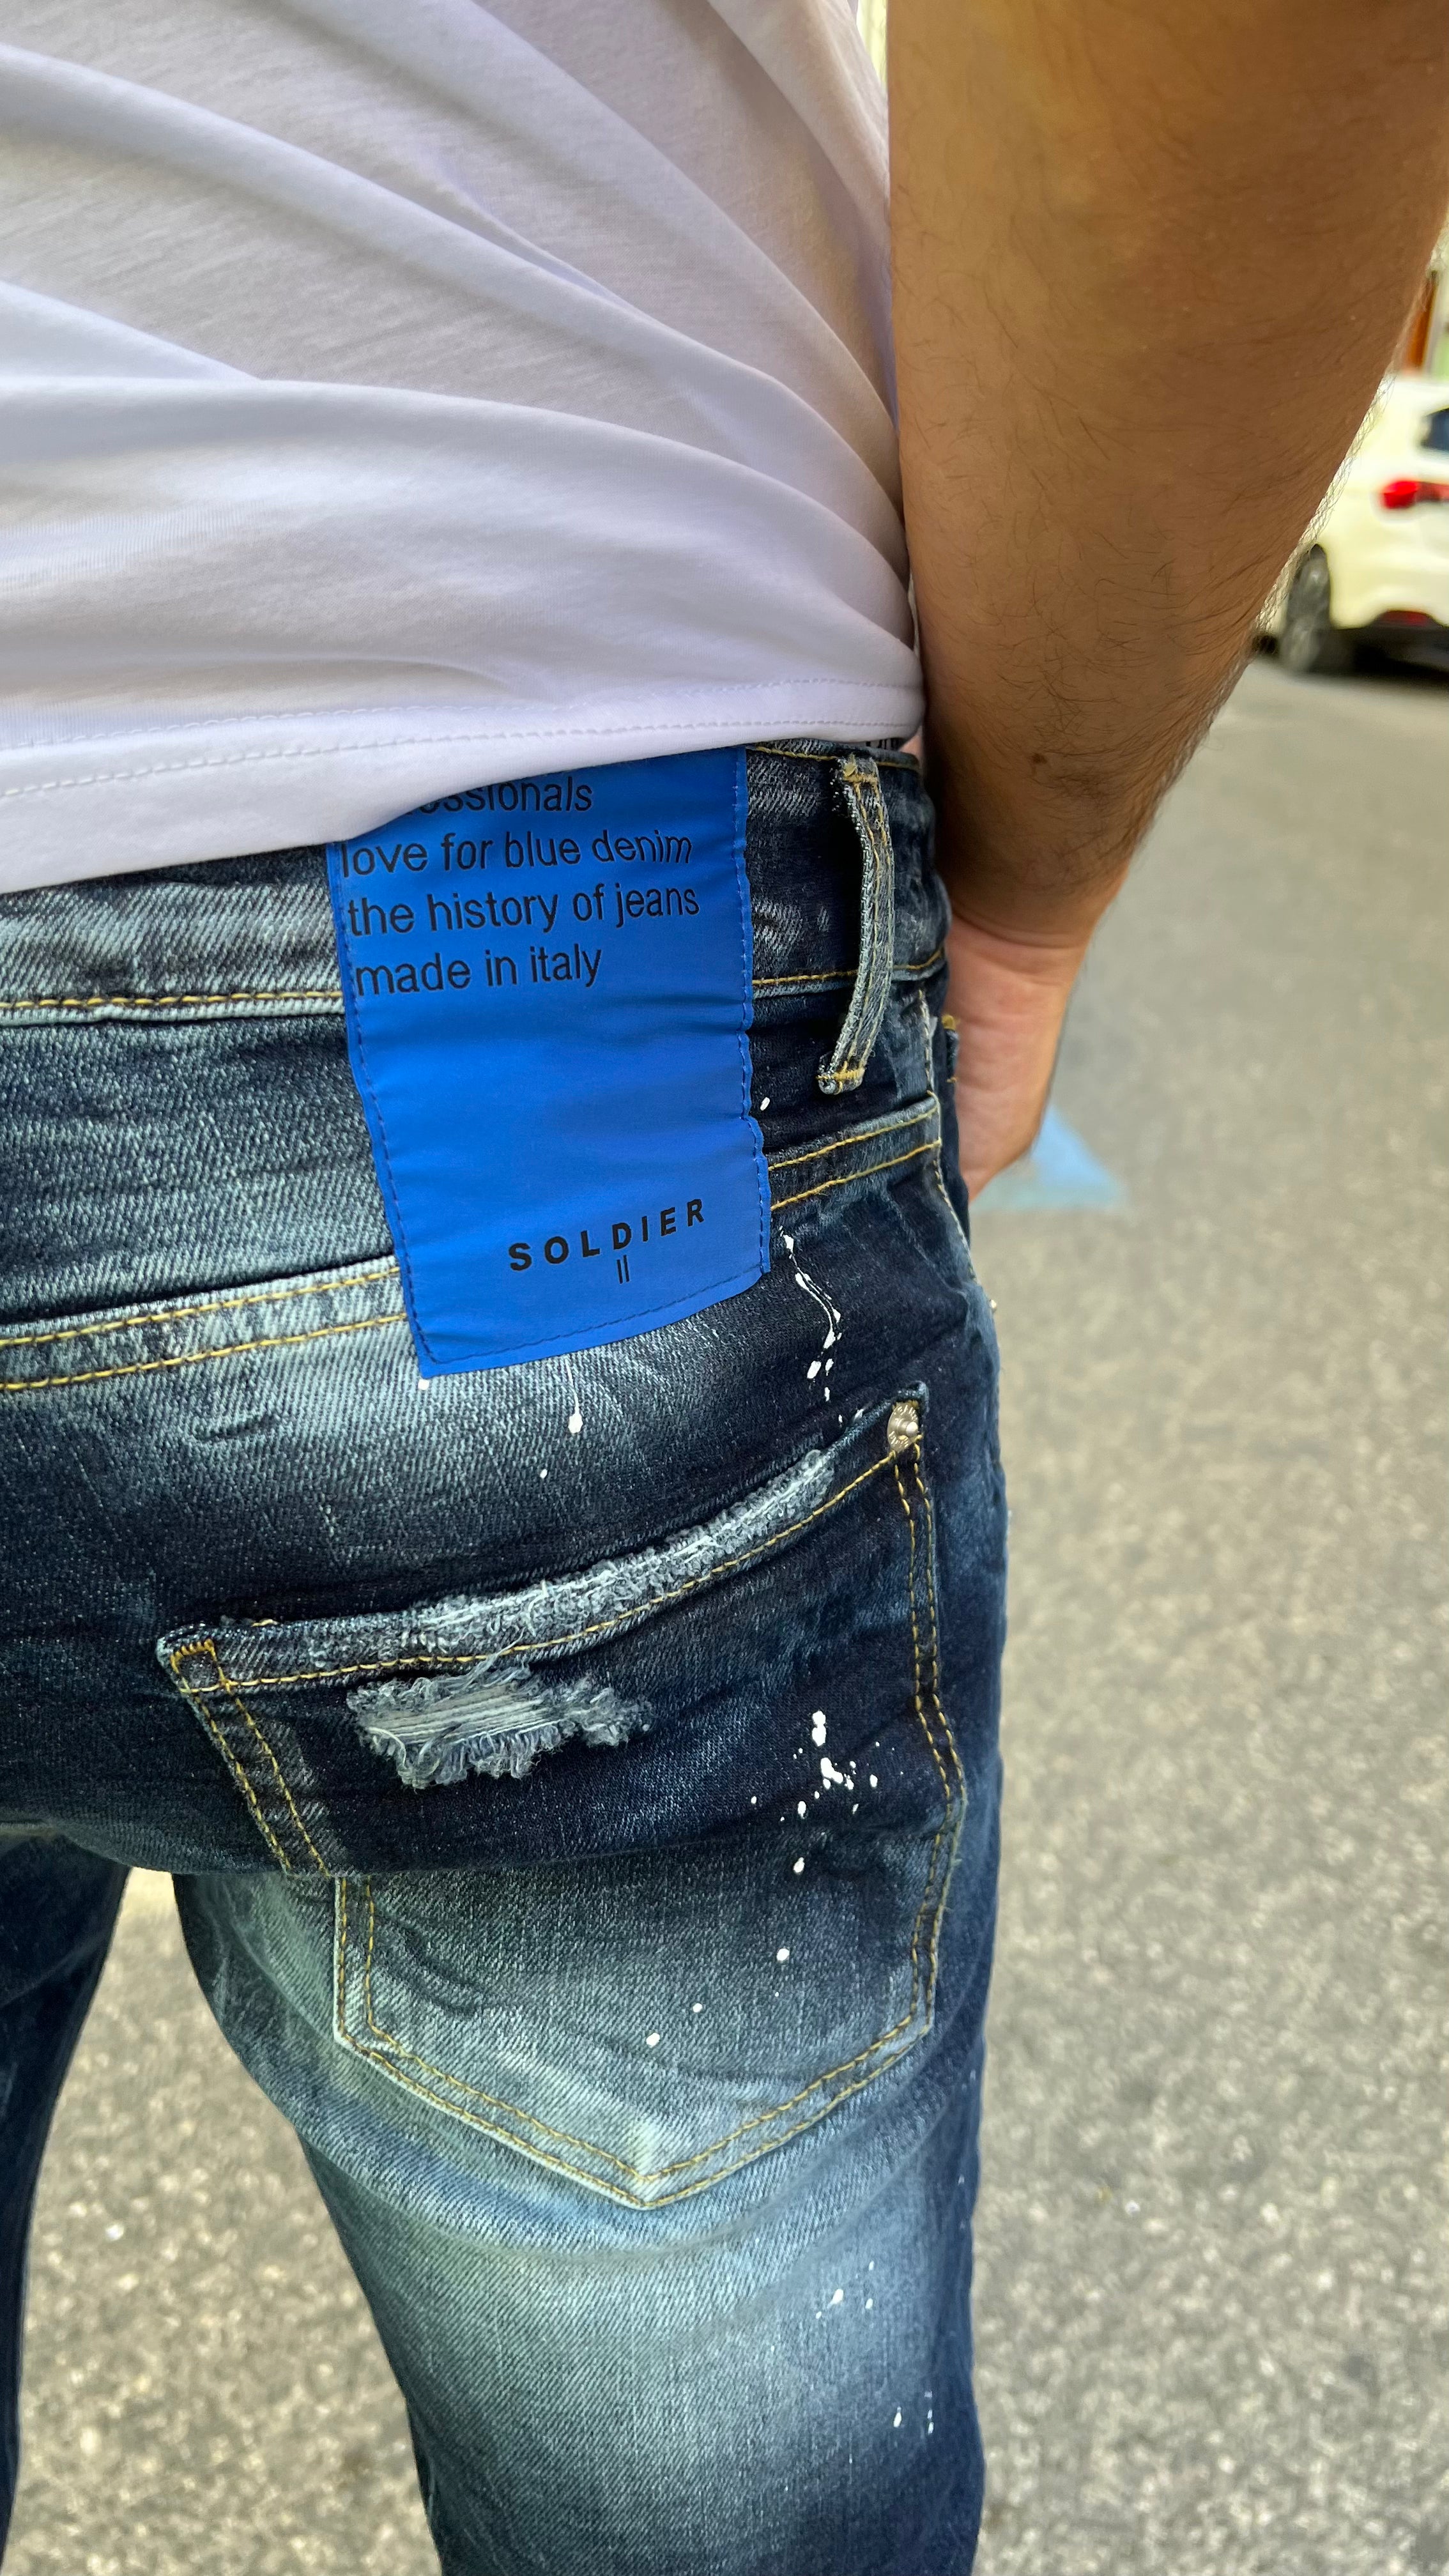 love for blue denim
the history of jeans
made in italy
SOLDIER
II